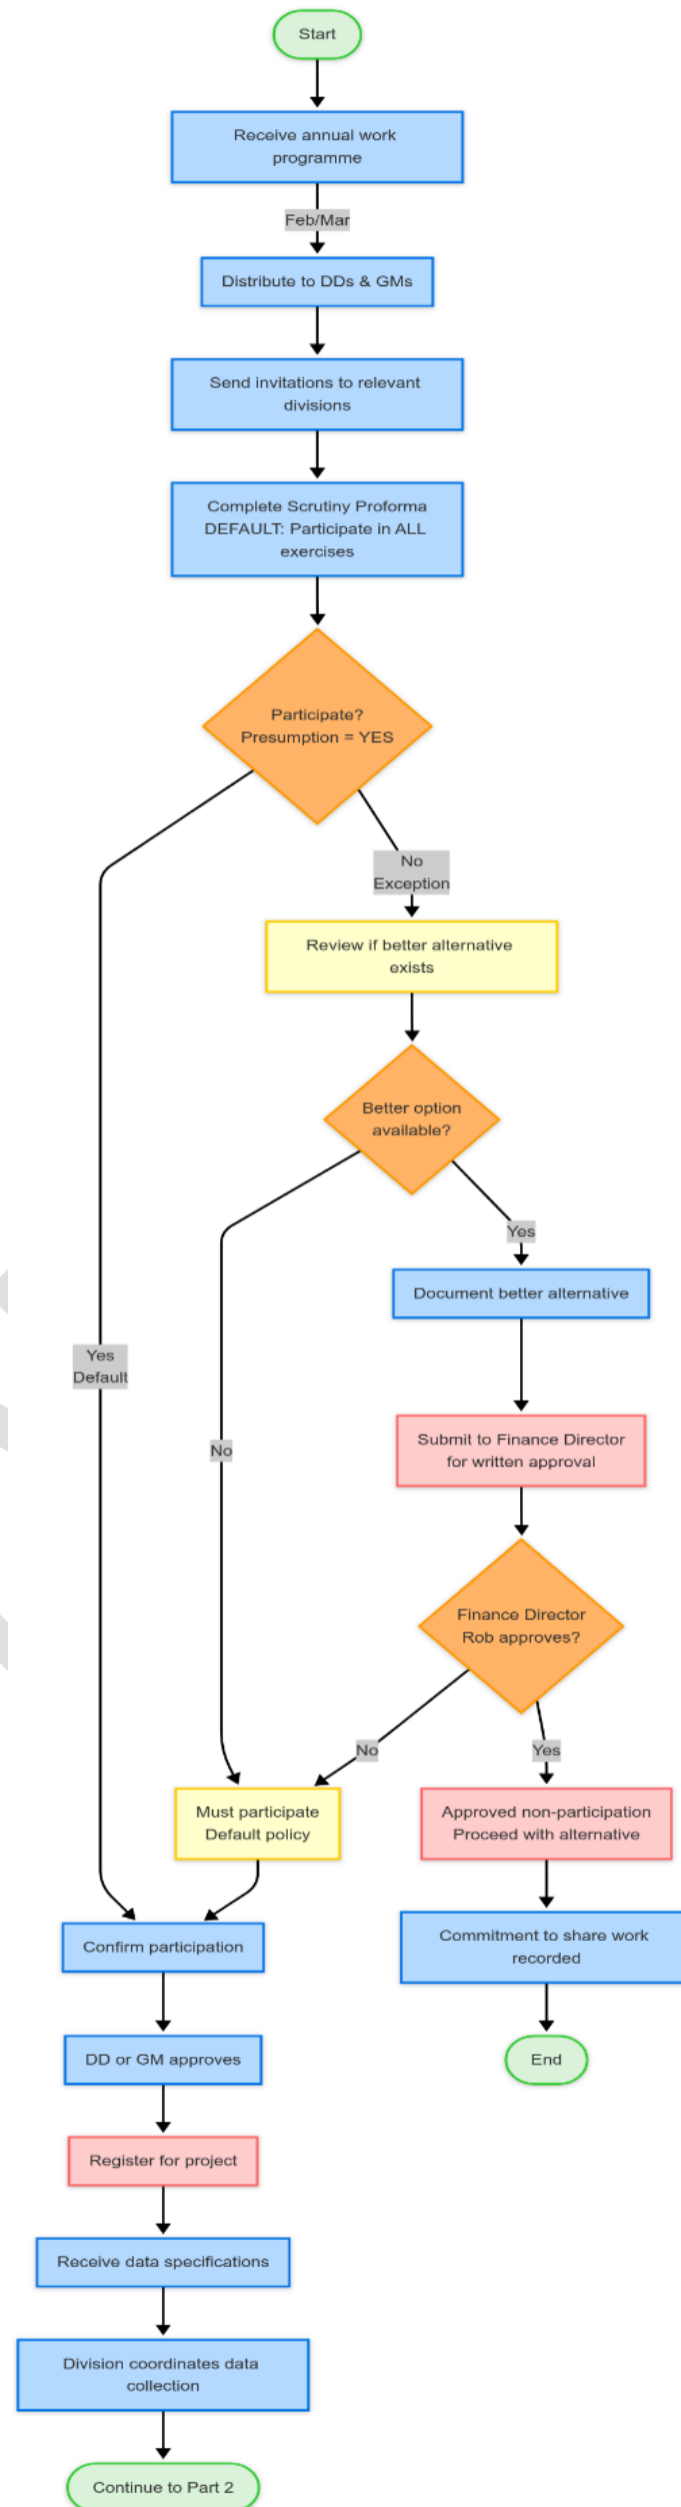 Start
Receive annual work
programme
Feb/Mar
Distribute to DDs & GMs
Send invitations to relevant
divisions
Complete Scrutiny Proforma
DEFAULT: Participate in ALL
exercises
Participate?
Presumption = YES
No
Exception
Review if better alternative
exists
Better option
available?
Yes
Document better alternative
Yes
Default
No
Submit to Finance Director
for written approval
Finance Director
Rob approves?
No
Yes
Must participate
Default policy
Approved non-participation
Proceed with alternative
Confirm participation
Commitment to share work
recorded
DD or GM approves
End
Register for project
Receive data specifications
Division coordinates data
collection
Continue to Part 2